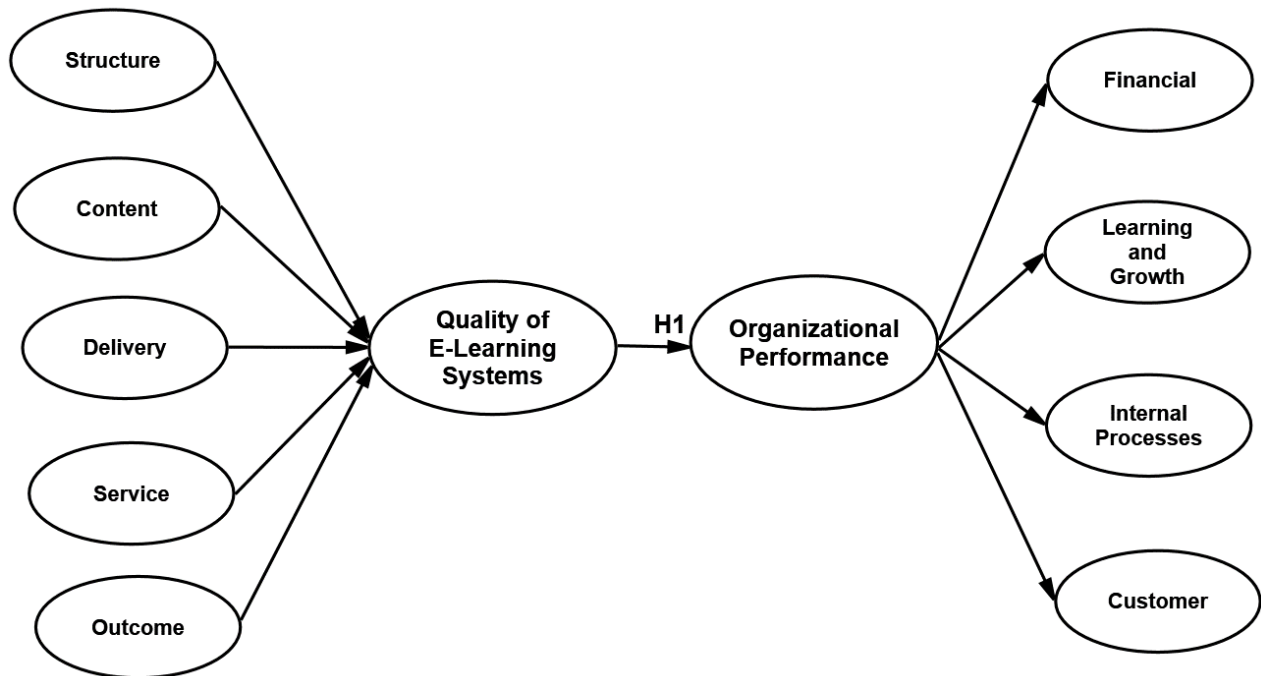 Structure
Content
Delivery
Service
Outcome
Quality of
E-Learning
Systems
H1
Organizational
Performance
Financial
Learning
and
Growth
Internal
Processes
Customer